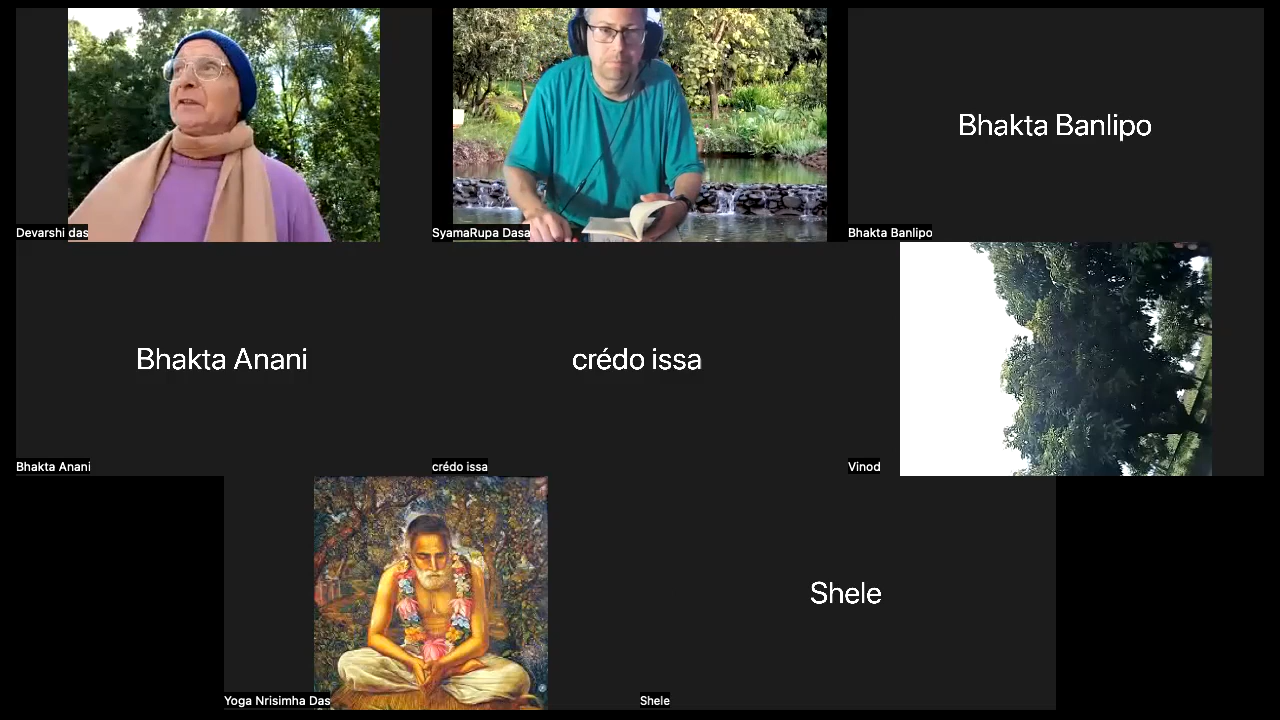 Devarshi das
SyamaRupa Dasa
Bhakta Banlipo
Bhakta Banlipo
Bhakta Anani
Bhakta Anani
crédo issa
crédo issa
Vinod
Yoga Nrisimha Das
Shele
Shele